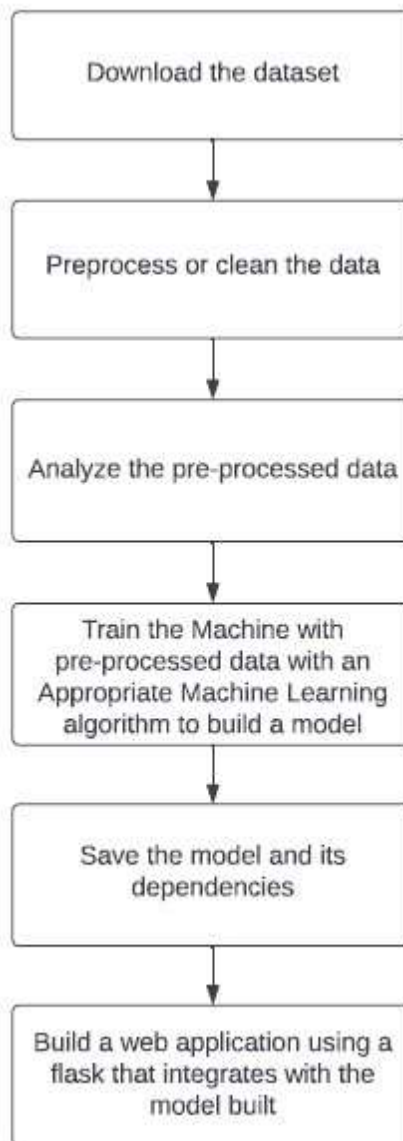 Download the dataset
Preprocess or clean the data
Analyze the pre-processed data
Train the Machine with
pre-processed data with an
Appropriate Machine Learning
algorithm to build a model
Save the model and its
dependencies
Build a web application using a
flask that integrates with the
model built